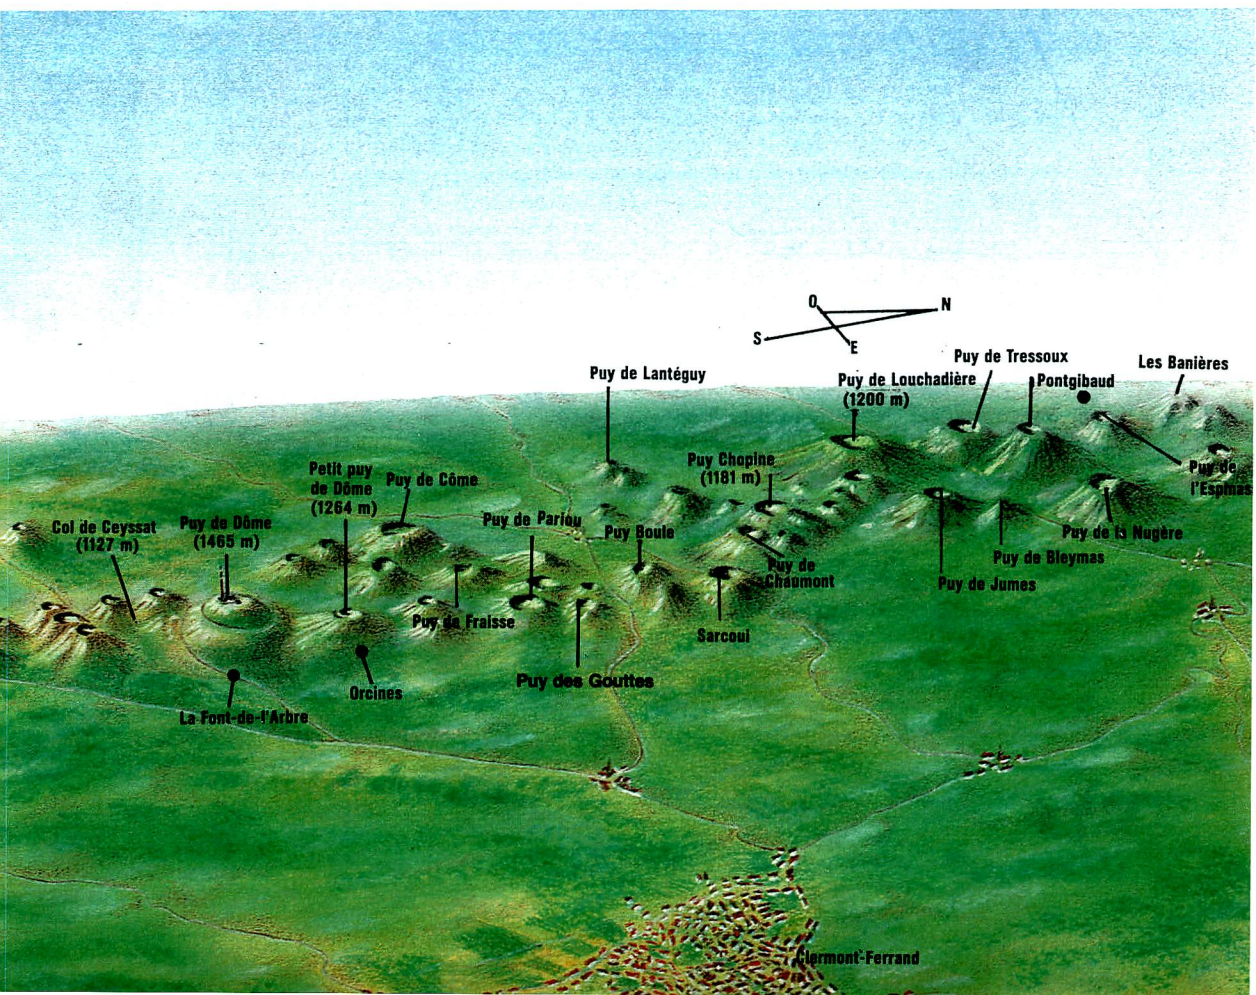 O
N
S
E
Puy de Tressoux
Les Banières
Puy de Lantéguy
Puy de Louchadière
(1200 m)
Pontgibaud
Puy Chopine
(1181 m)
Puy de
l'Espmas
Petit puy
de Dôme
(1264 m)
Puy de Côme
Col de Ceyssat
(1127 m)
Puy de Dôme
(1465 m)
Puy de Pariou
Puy Boule
Puy de la Nugère
Puy de Bleymas
Puy de
Chaumont
Puy de Jumes
Puy de Fraisse
Sarcoui
Puy des Gouttes
Orcines
La Font-de-l'Arbre
Clermont-Ferrand